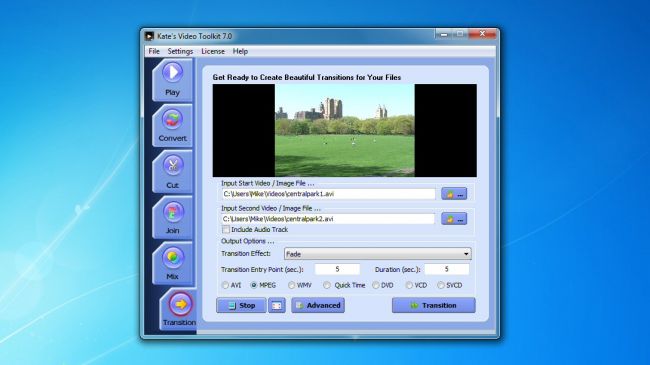 Kate's Video Toolkit 7.0
File Settings License Help
Play
Convert
Cut
Join
Mix
Transition
Get Ready to Create Beautiful Transitions for Your Files
Input Start Video / Image File ...
C:\Users\Mike\Videos\centralpark1.avi
...
Input Second Video / Image File ...
C:\Users\Mike\Videos\centralpark2.avi
...
Include Audio Track
Output Options ...
Transition Effect: Fade
Transition Entry Point (sec.): 5 Duration (sec.): 5
AVI MPEG WMV Quick Time DVD VCD SVCD
Stop Advanced Transition